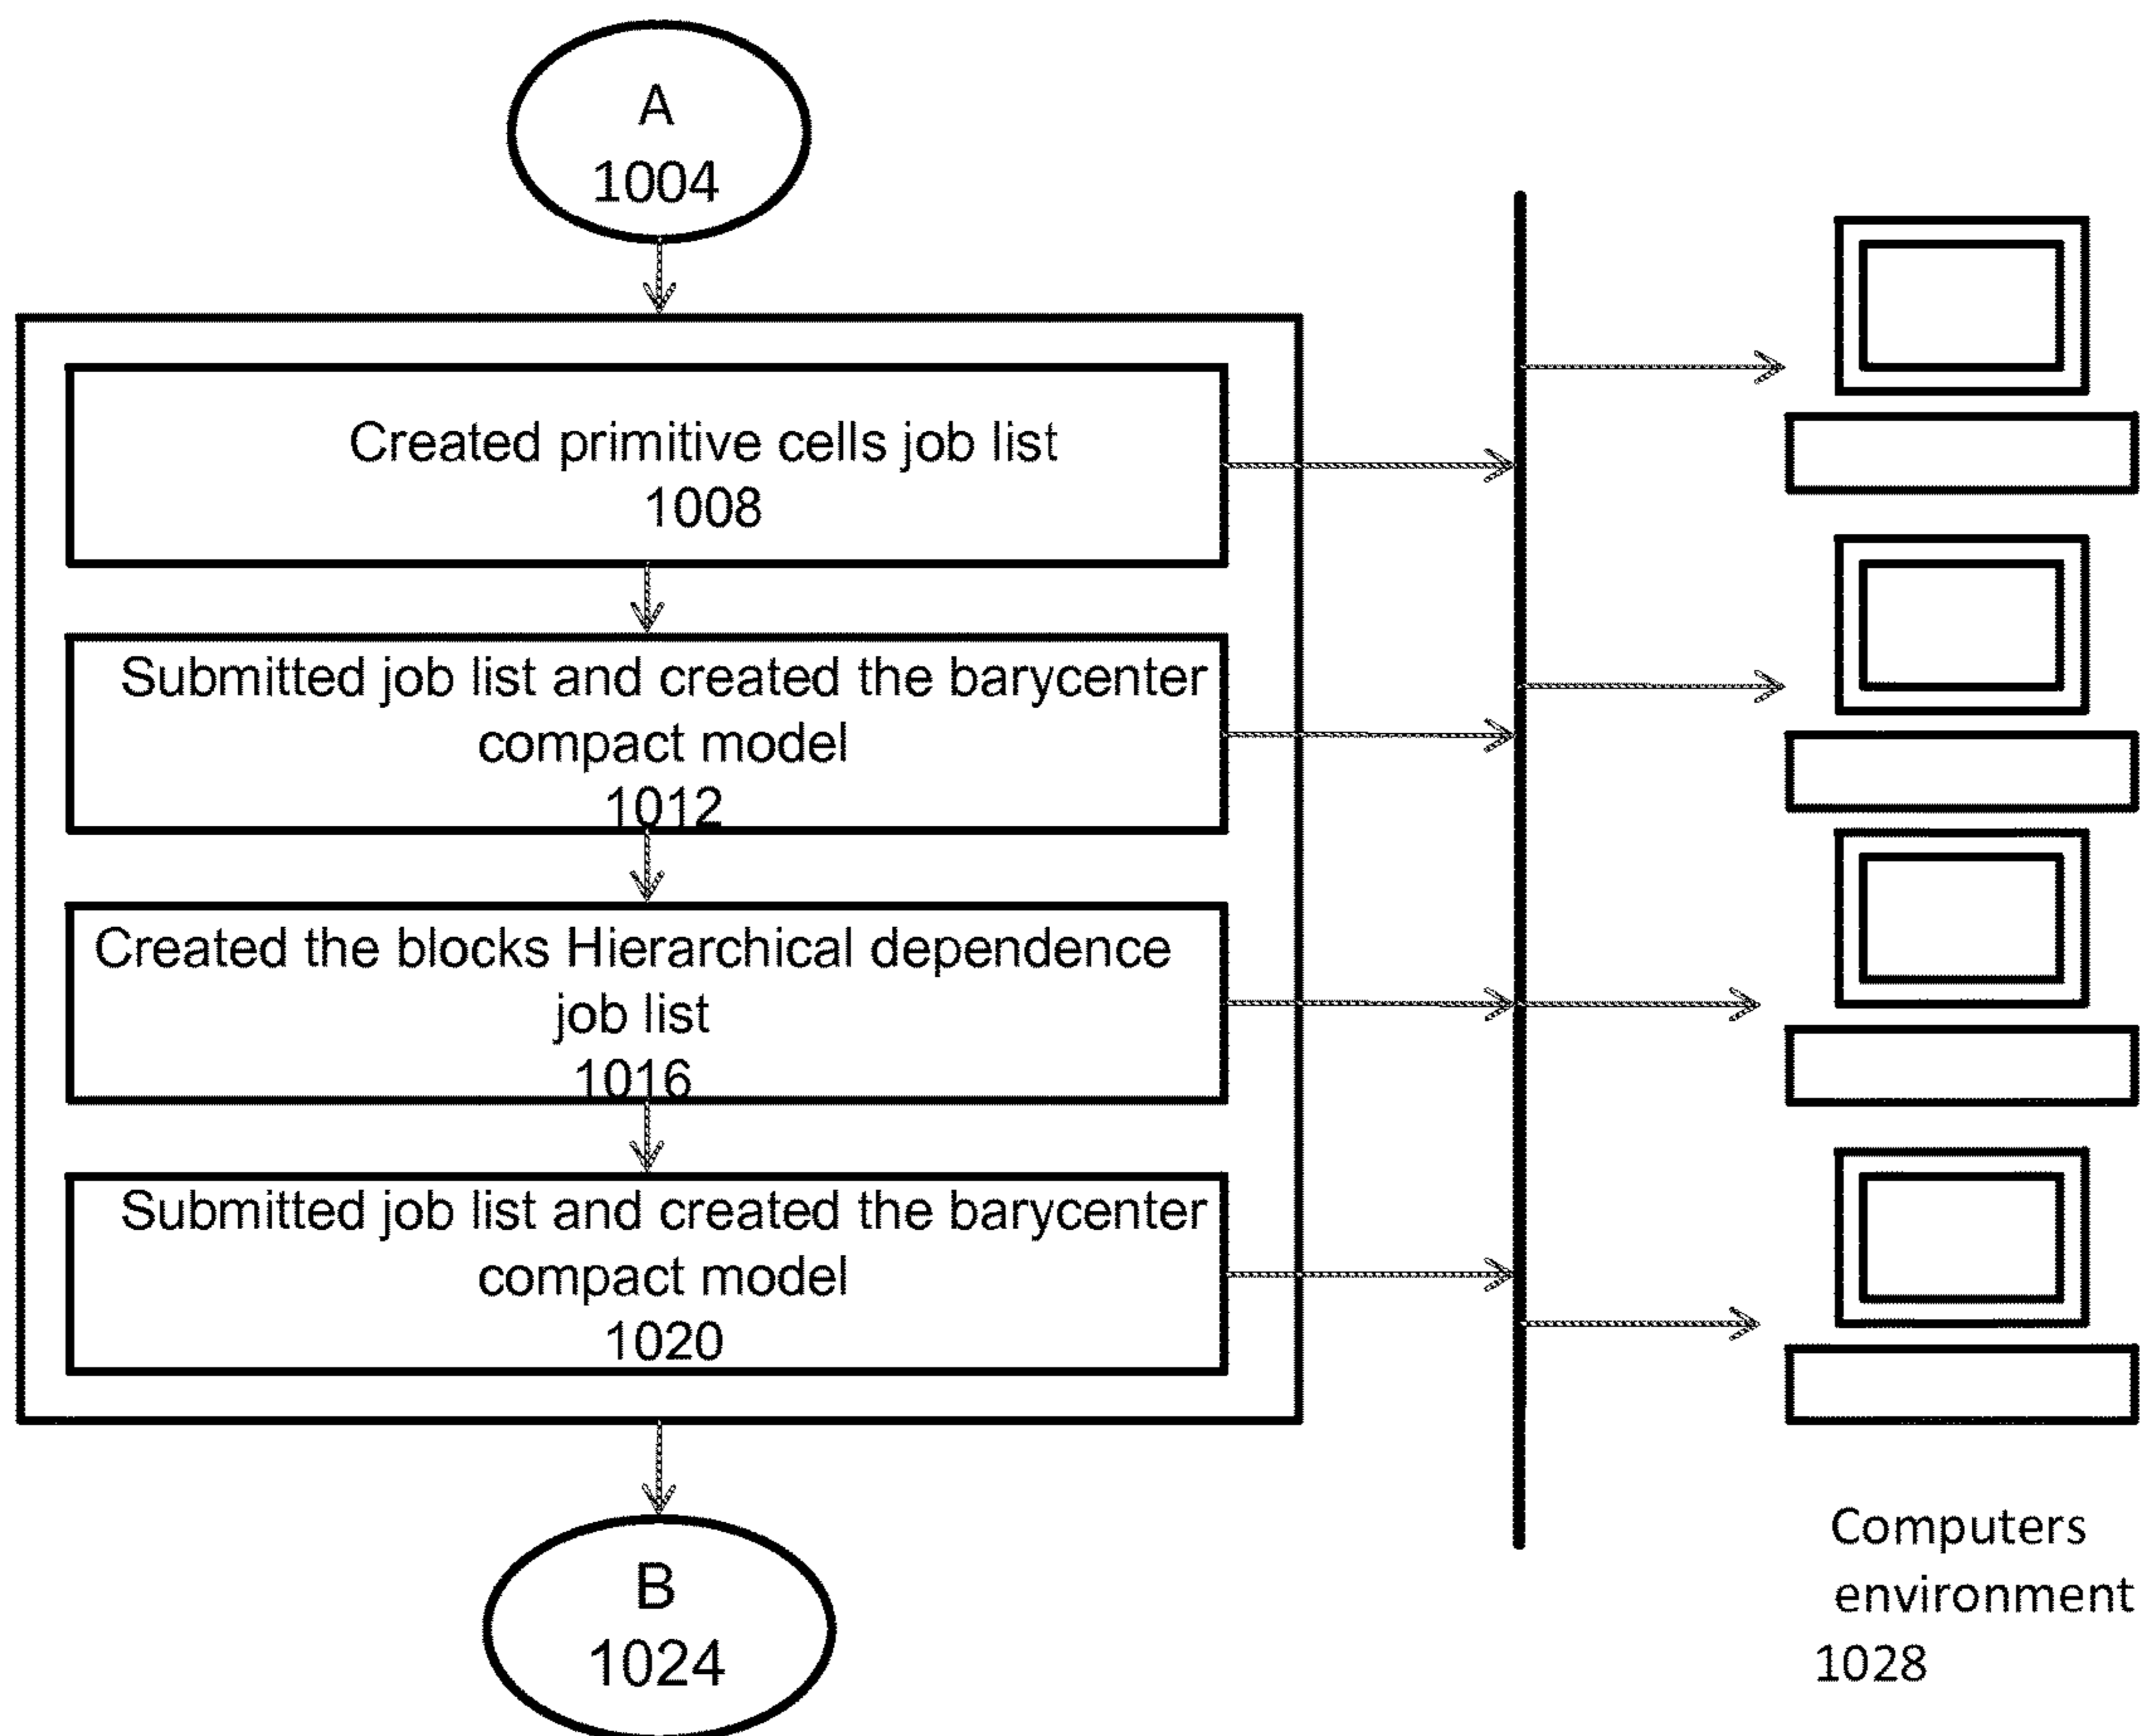 A
1004
Created primitive cells job list
1008
Submitted job list and created the barycenter
compact model
1012
Created the blocks Hierarchical dependence
job list
1016
Submitted job list and created the barycenter
compact model
1020
B
1024
Computers
environment
1028